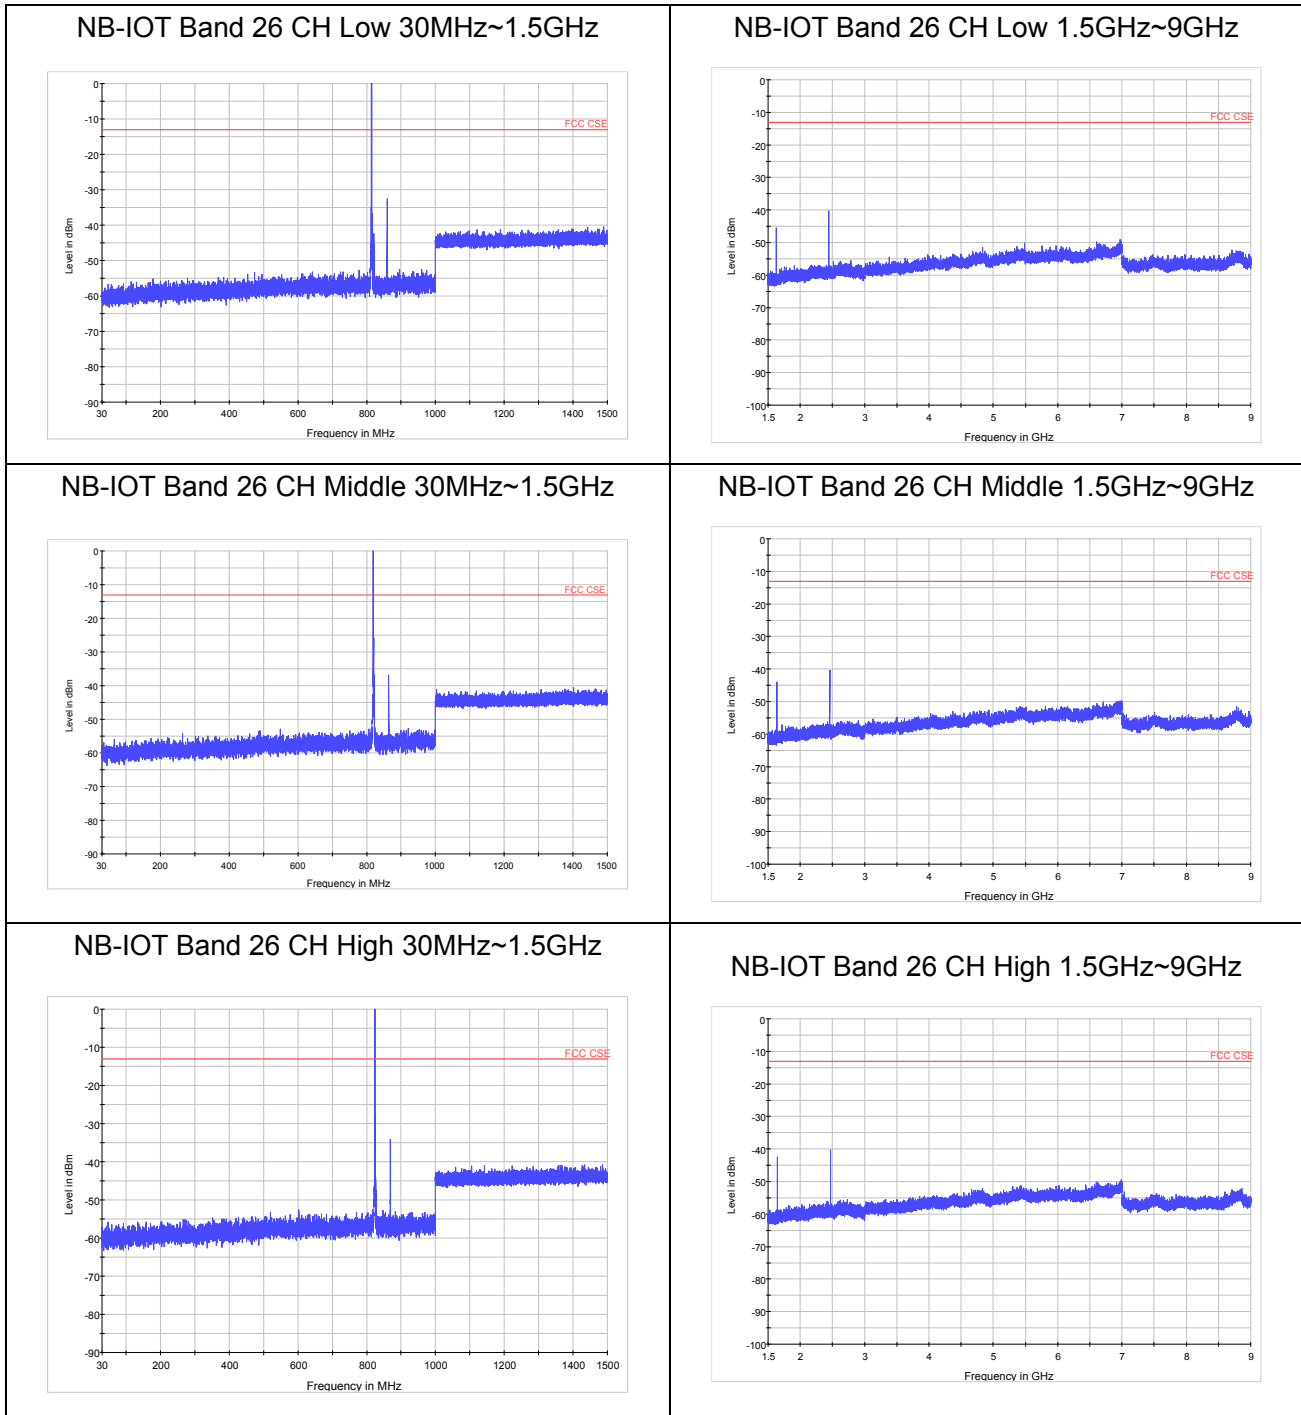 NB-IOT Band 26 CH Low 30MHz~1.5GHz
0
-10
-20
-30
-40
-50
-60
-70
-80
-90
Level in dBm
FCC CSE
30 200 400 600 800 1000 1200 1400 1500
Frequency in MHz
NB-IOT Band 26 CH Low 1.5GHz~9GHz
0
-10
-20
-30
-40
-50
-60
-70
-80
-90
-100
Level in dBm
FCC CSE
1.5 2 3 4 5 6 7 8 9
Frequency in GHz
NB-IOT Band 26 CH Middle 30MHz~1.5GHz
0
-10
-20
-30
-40
-50
-60
-70
-80
-90
Level in dBm
FCC CSE
30 200 400 600 800 1000 1200 1400 1500
Frequency in MHz
NB-IOT Band 26 CH Middle 1.5GHz~9GHz
0
-10
-20
-30
-40
-50
-60
-70
-80
-90
-100
Level in dBm
FCC CSE
1.5 2 3 4 5 6 7 8 9
Frequency in GHz
NB-IOT Band 26 CH High 30MHz~1.5GHz
0
-10
-20
-30
-40
-50
-60
-70
-80
-90
Level in dBm
FCC CSE
30 200 400 600 800 1000 1200 1400 1500
Frequency in MHz
NB-IOT Band 26 CH High 1.5GHz~9GHz
0
-10
-20
-30
-40
-50
-60
-70
-80
-90
-100
Level in dBm
FCC CSE
1.5 2 3 4 5 6 7 8 9
Frequency in GHz